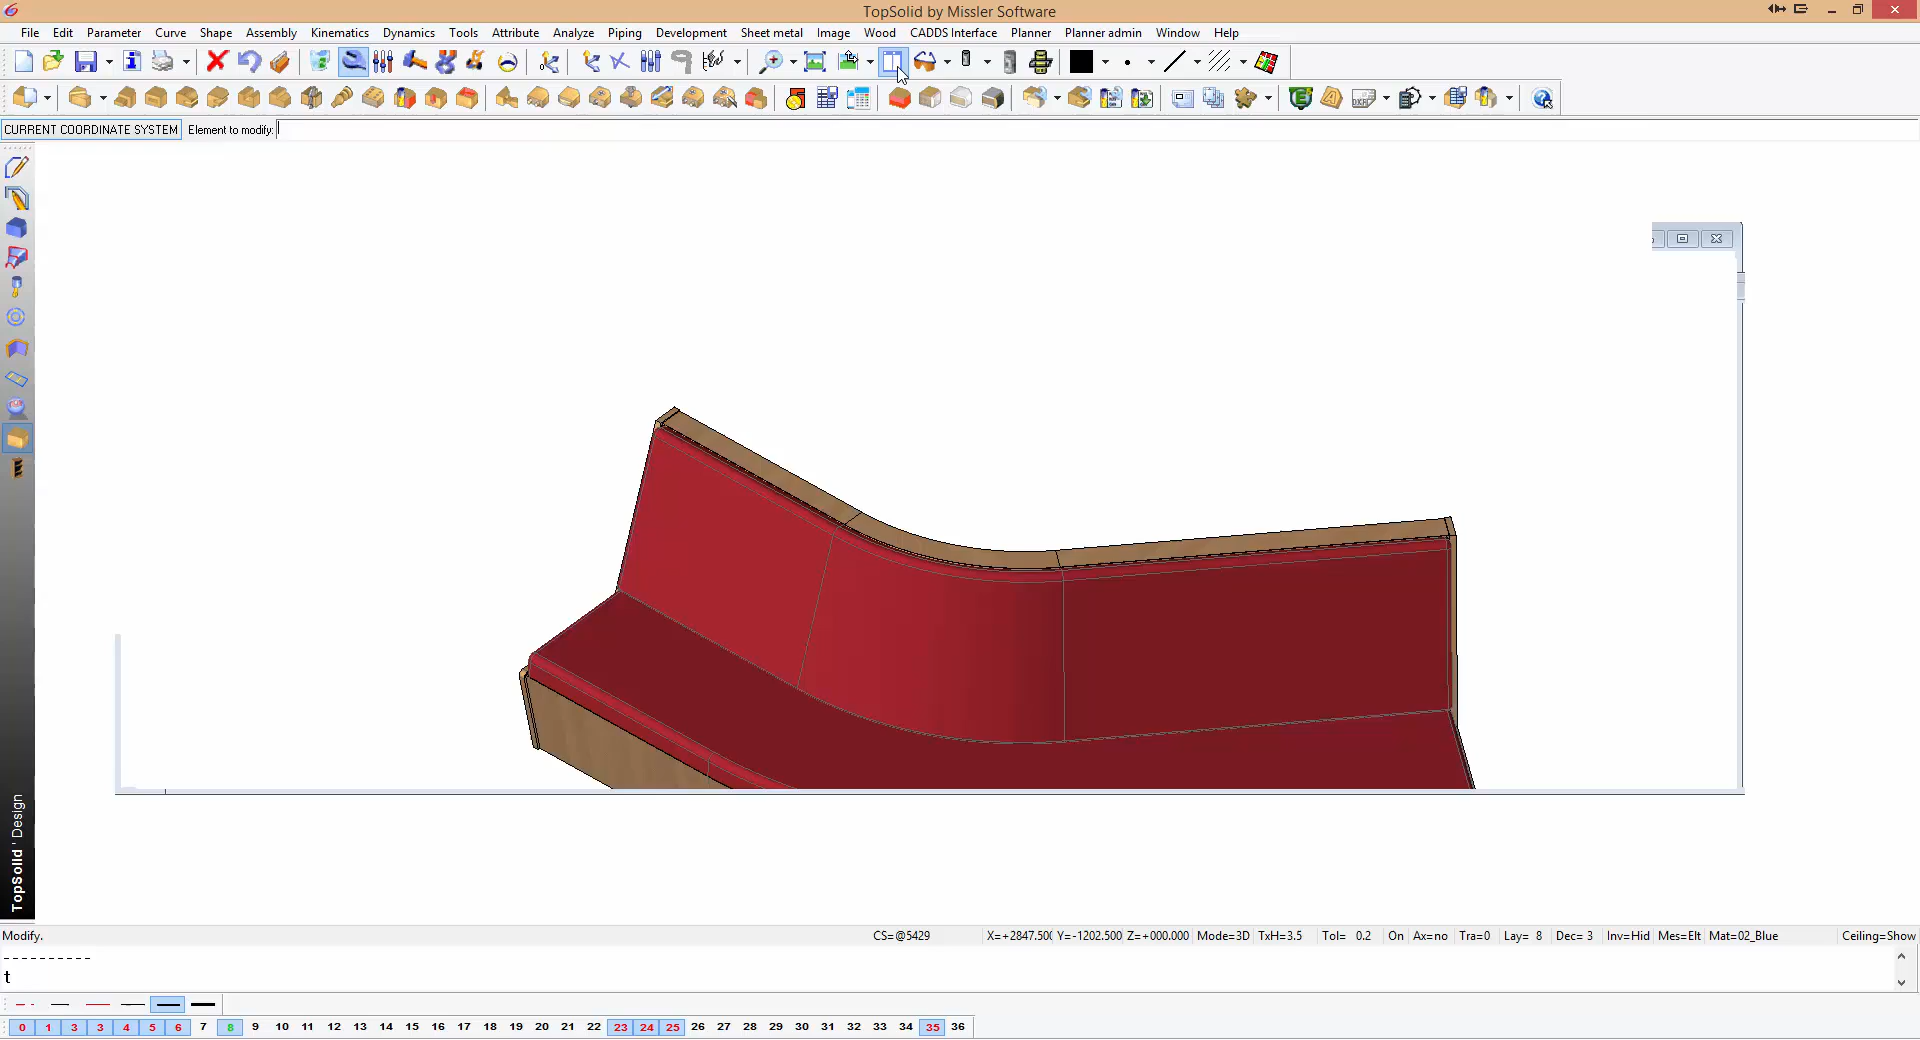 TopSolid by Missler Software
File Edit Parameter Curve Shape Assembly Kinematics Dynamics Tools Attribute Analyze Piping Development Sheet metal Image Wood CADDS Interface Planner Planner admin Window Help
CURRENT COORDINATE SYSTEM Element to modify:
TopSolid ' Design
Modify. CS=@5429 X=+2847.500 Y=-1202.500 Z=+000.000 Mode=3D TxH=3.5 Tol= 0.2 On Ax=no Tra=0 Lay= 8 Dec= 3 Inv=Hid Mes=Elt Mat=02_Blue Ceiling=Show
----------
t
0 1 3 3 4 5 6 7 8 9 10 11 12 13 14 15 16 17 18 19 20 21 22 23 24 25 26 27 28 29 30 31 32 33 34 35 36